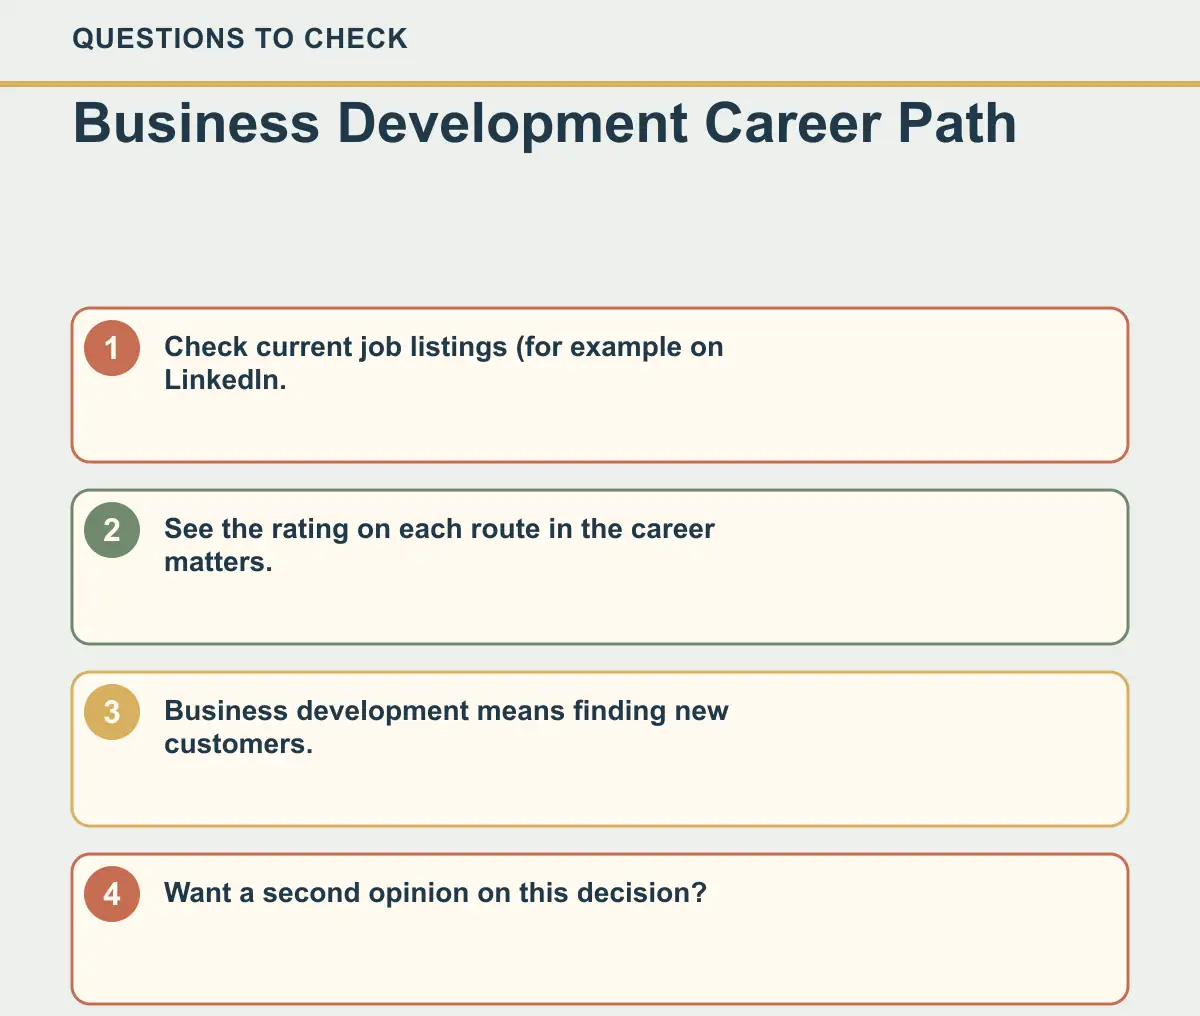 QUESTIONS TO CHECK
Business Development Career Path
1
Check current job listings (for example on
LinkedIn.
2
See the rating on each route in the career
matters.
3
Business development means finding new
customers.
4
Want a second opinion on this decision?